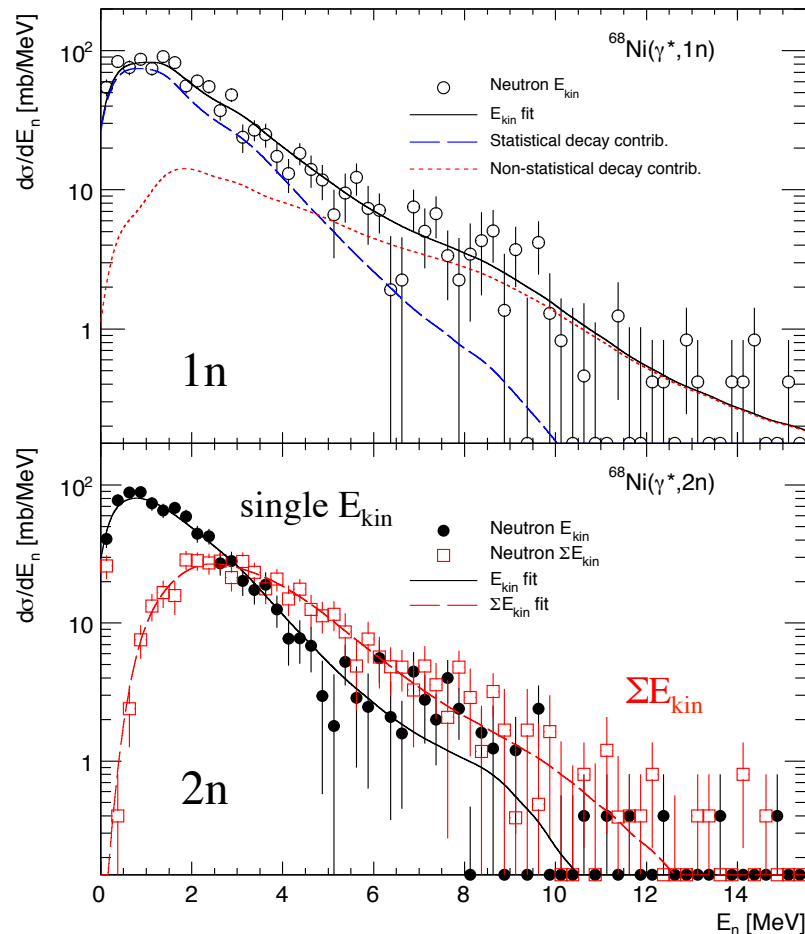 dσ/dE_n [mb/MeV]
10²
10
1
⁶⁸Ni(γ*,1n)
Neutron E_kin
E_kin fit
Statistical decay contrib.
Non-statistical decay contrib.
1n
dσ/dE_n [mb/MeV]
10²
10
1
⁶⁸Ni(γ*,2n)
single E_kin
Neutron E_kin
Neutron ΣE_kin
E_kin fit
ΣE_kin fit
ΣE_kin
2n
0 2 4 6 8 10 12 14
E_n [MeV]